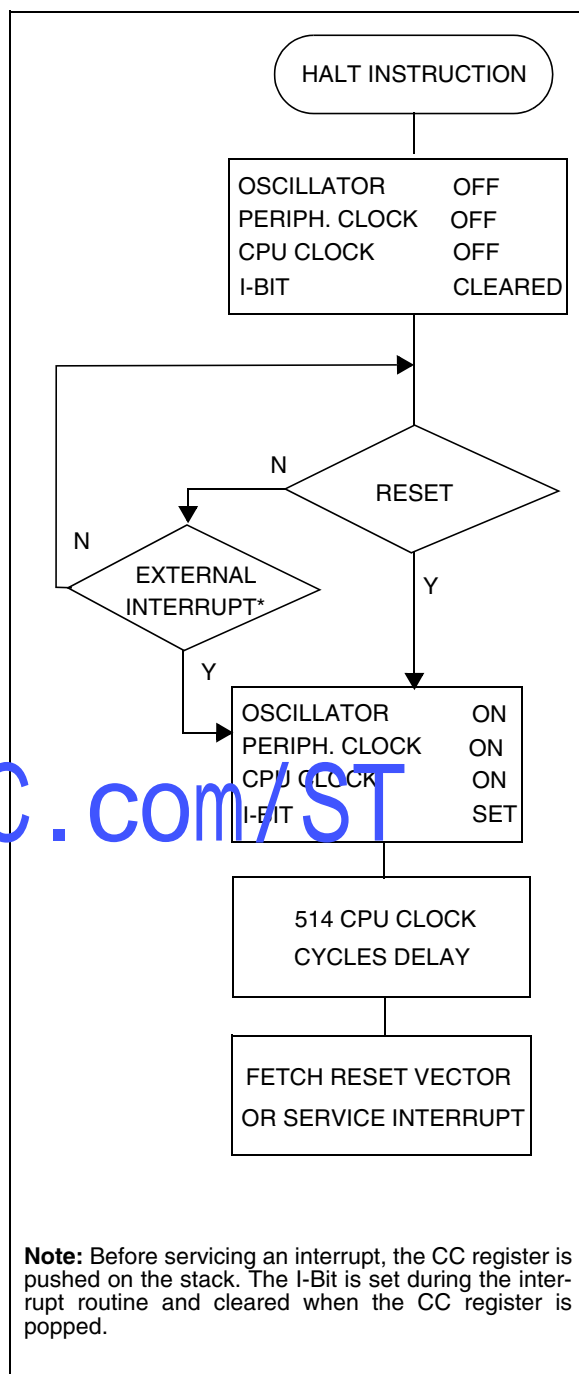 HALT INSTRUCTION
OSCILLATOR OFF
PERIPH. CLOCK OFF
CPU CLOCK OFF
I-BIT CLEARED
N
RESET
N
EXTERNAL
INTERRUPT*
Y
Y
OSCILLATOR ON
PERIPH. CLOCK ON
CPU CLOCK ON
I-BIT SET
C.com/ST
514 CPU CLOCK
CYCLES DELAY
FETCH RESET VECTOR
OR SERVICE INTERRUPT
Note: Before servicing an interrupt, the CC register is
pushed on the stack. The I-Bit is set during the inter-
rupt routine and cleared when the CC register is
popped.